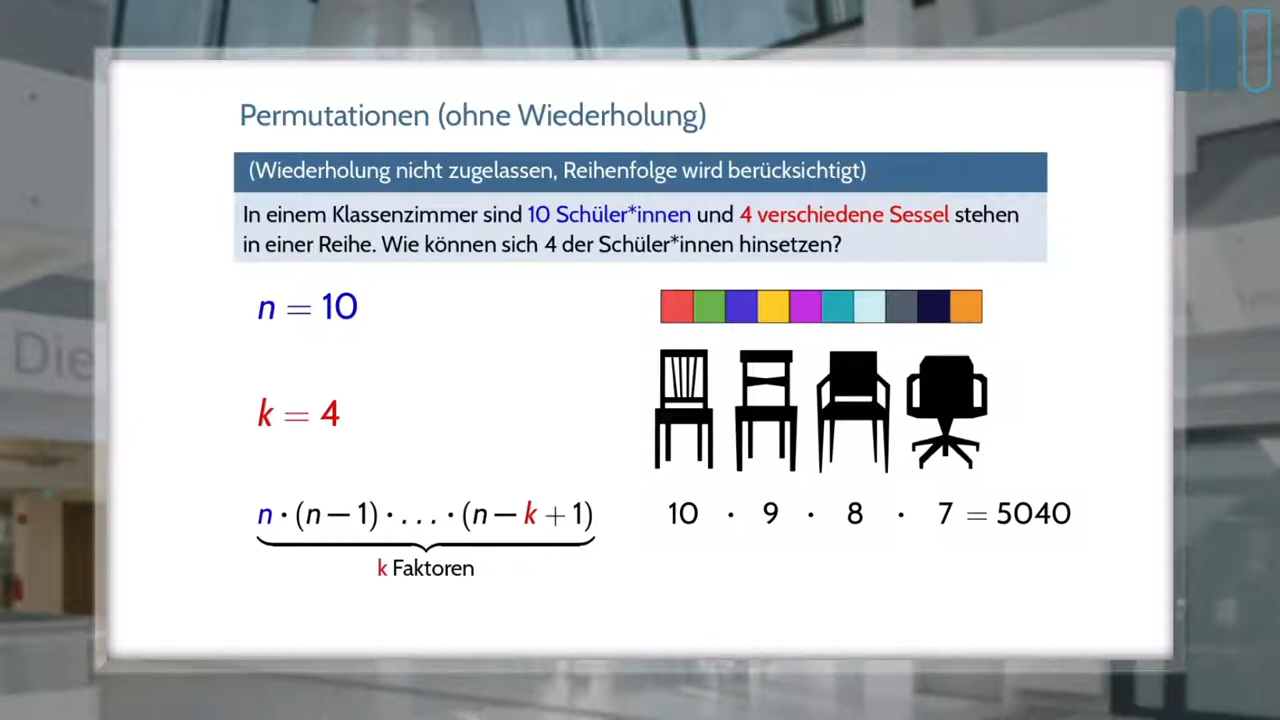 Permutationen (ohne Wiederholung)
(Wiederholung nicht zugelassen, Reihenfolge wird berücksichtigt)
In einem Klassenzimmer sind 10 Schüler*innen und 4 verschiedene Sessel stehen
in einer Reihe. Wie können sich 4 der Schüler*innen hinsetzen?
n = 10
k = 4
n · (n − 1) · . . . · (n − k + 1)
k Faktoren
10 · 9 · 8 · 7 = 5040
Die